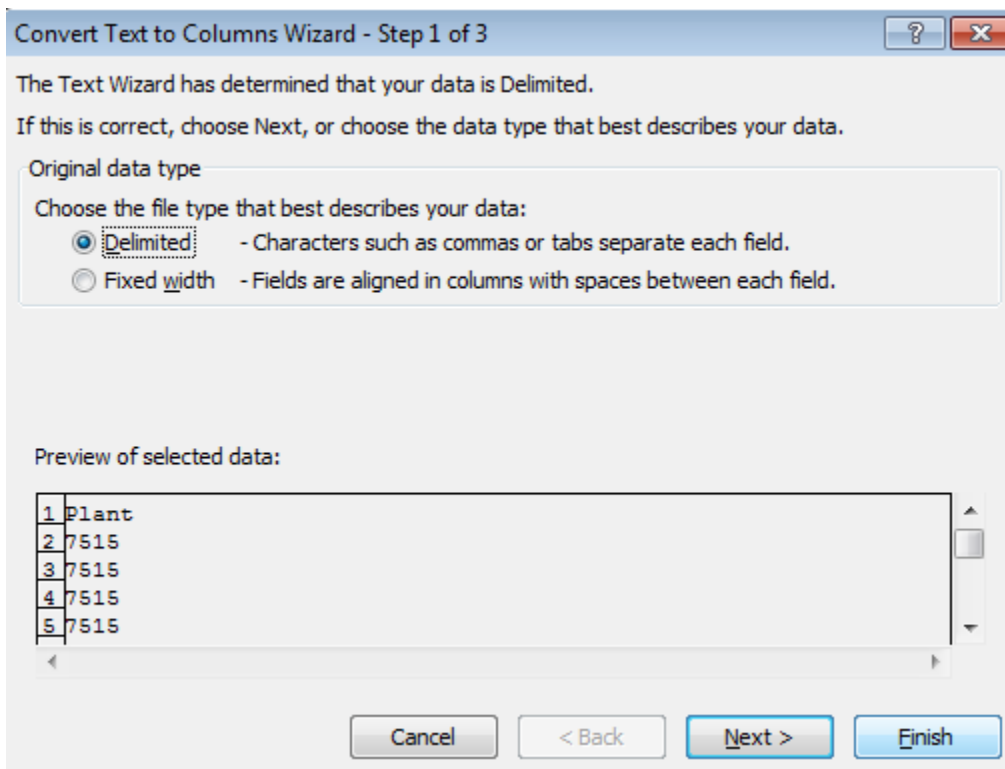 Convert Text to Columns Wizard - Step 1 of 3
The Text Wizard has determined that your data is Delimited.
If this is correct, choose Next, or choose the data type that best describes your data.
Original data type
Choose the file type that best describes your data:
Delimited - Characters such as commas or tabs separate each field.
Fixed width - Fields are aligned in columns with spaces between each field.
Preview of selected data:
1 Plant
2 7515
3 7515
4 7515
5 7515
Cancel < Back Next > Finish